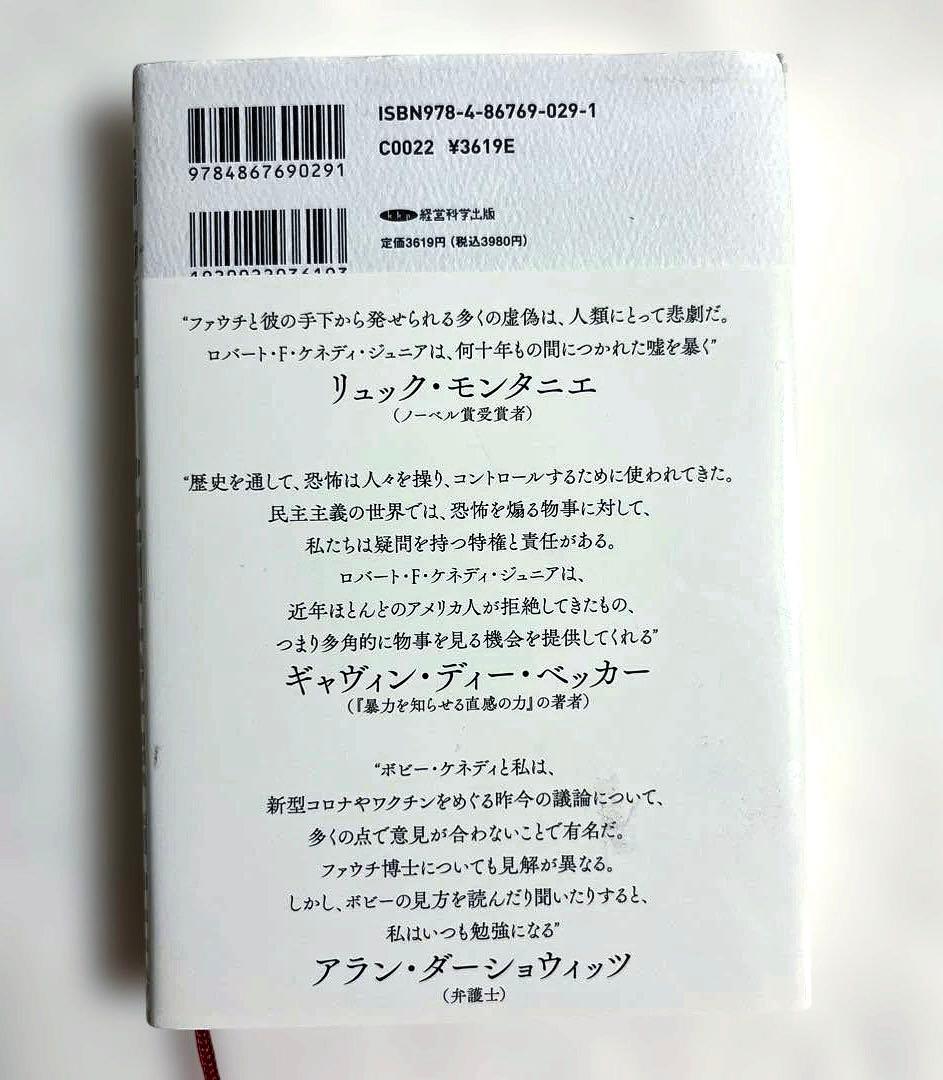 ISBN978-4-86769-029-1
C0022 ¥3619E
9784867690291
kkp 経営科学出版
定価3619円(税込3980円)
“ファウチと彼の手下から発せられる多くの虚偽は、人類にとって悲劇だ。
ロバート・F・ケネディ・ジュニアは、何十年もの間につかれた嘘を暴く”
リュック・モンタニエ
(ノーベル賞受賞者)
“歴史を通して、恐怖は人々を操り、コントロールするために使われてきた。
民主主義の世界では、恐怖を煽る物事に対して、
私たちは疑問を持つ特権と責任がある。
ロバート・F・ケネディ・ジュニアは、
近年ほとんどのアメリカ人が拒絶してきたもの、
つまり多角的に物事を見る機会を提供してくれる”
ギャヴィン・ディー・ベッカー
(『暴力を知らせる直感の力』の著者)
“ボビー・ケネディと私は、
新型コロナやワクチンをめぐる昨今の議論について、
多くの点で意見が合わないことで有名だ。
ファウチ博士についても見解が異なる。
しかし、ボビーの見方を読んだり聞いたりすると、
私はいつも勉強になる”
アラン・ダーショウィッツ
(弁護士)